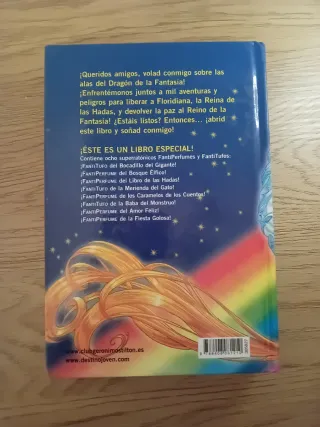 ¡Queridos amigos, volad conmigo sobre las
alas del Dragón de la Fantasía!
¡Enfrentémonos juntos a mil aventuras y
peligros para liberar a Floridiana, la Reina de
las Hadas, y devolver la paz al Reino de la
Fantasía! ¿Estáis listos? Entonces... ¡abrid
este libro y soñad conmigo!
¡ÉSTE ES UN LIBRO ESPECIAL!
Contiene ocho superratónicos FantiPerfumes y FantiTufos:
¡FantiTufo del Bocadillo del Gigante!
¡FantiPerfume del Bosque Élfico!
¡FantiPerfume del Libro de las Hadas!
¡FantiTufo de la Merienda del Gato!
¡FantiPerfume de los Caramelos de los Cuentos!
¡FantiTufo de la Baba del Monstruo!
¡FantiPerfume del Amor Feliz!
¡FantiPerfume de la Fiesta Golosa!
www.clubgeronimostilton.es
www.destinojoven.com